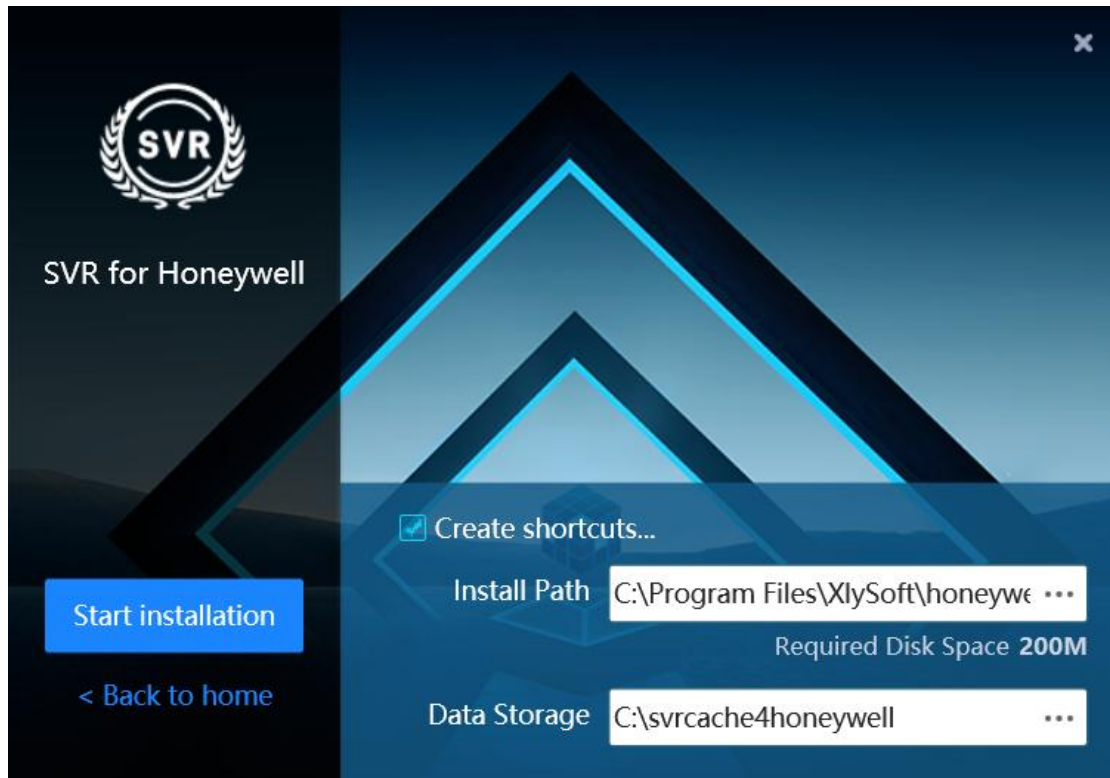 SVR
SVR for Honeywell
Create shortcuts...
Install Path C:\Program Files\XlySoft\honeywe ...
Required Disk Space 200M
Start installation
< Back to home
Data Storage C:\svrcache4honeywell ...